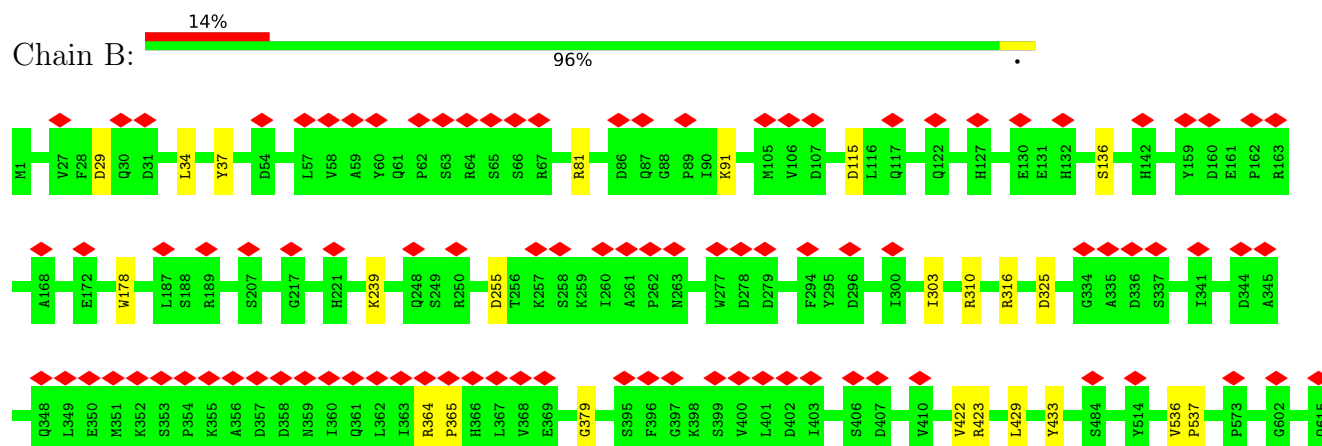 14%
Chain B:
96%
M1 V27 F28 D29 Q30 D31 L34 Y37 D54 L57 V58 A59 Y60 Q61 P62 S63 R64 S65 S66 R67 R81 D86 Q87 G88 P89 I90 K91 M105 V106 D107 D115 L116 Q117 Q122 H127 E130 E131 H132 S136 H142 Y159 D160 E161 P162 R163
A168 E172 W178 L187 S188 R189 S207 G217 H221 K239 Q248 S249 R250 D255 T256 K257 S258 K259 I260 A261 P262 N263 W277 D278 D279 F294 Y295 D296 I300 I303 R310 R316 D325 G334 A335 D336 S337 I341 D344 A345
Q348 L349 E350 M351 K352 S353 P354 K355 A356 D357 D358 N359 I360 Q361 L362 I363 R364 P365 H366 L367 V368 E369 G379 S395 F396 G397 K398 S399 V400 L401 D402 I403 S406 D407 V410 V422 R423 L429 Y433 S484 Y514 V536 P537 P573 G602